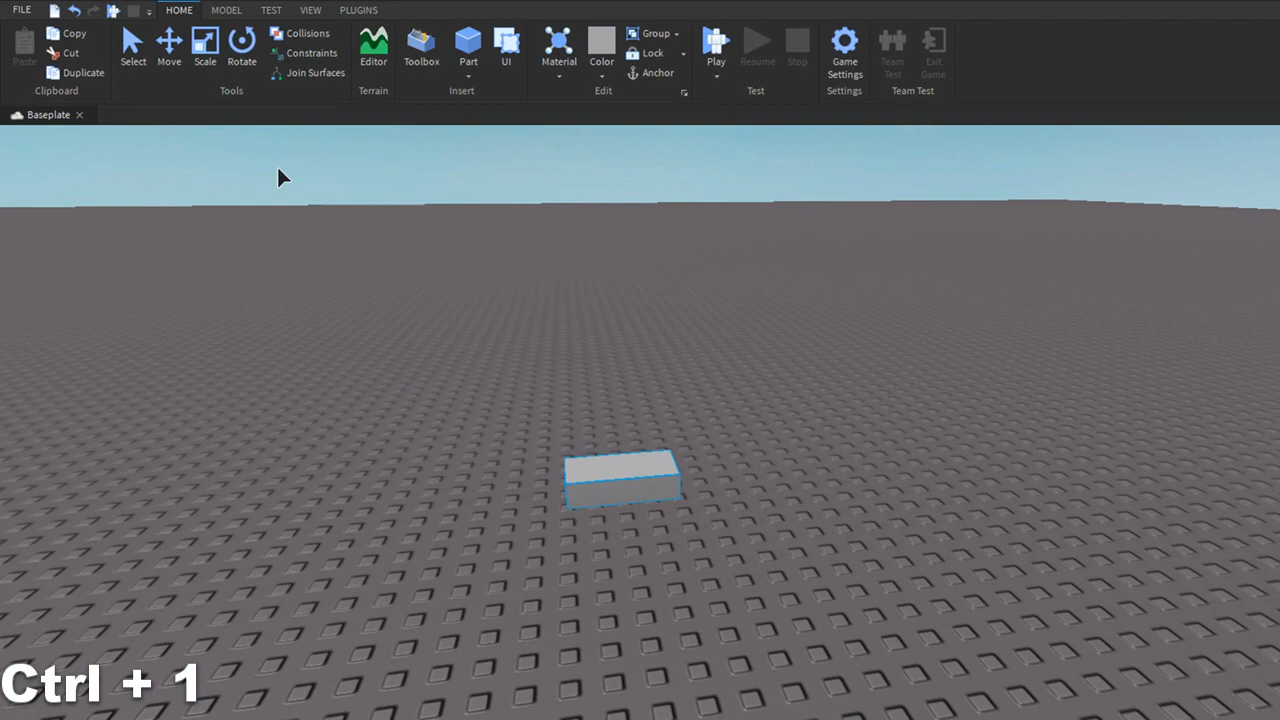 FILE HOME MODEL TEST VIEW PLUGINS
Copy
Cut
Duplicate
Paste
Clipboard
Select
Move
Scale
Rotate
Collisions
Constraints
Join Surfaces
Tools
Editor
Terrain
Toolbox
Part
UI
Insert
Material
Color
Group
Lock
Anchor
Edit
Play
Resume
Stop
Test
Game
Settings
Settings
Team
Test
Exit
Game
Team Test
Baseplate
Ctrl + 1